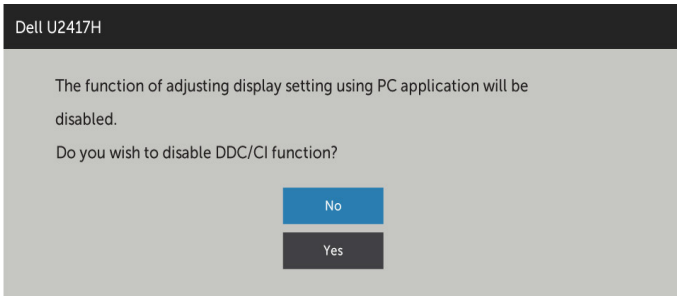 Dell U2417H
The function of adjusting display setting using PC application will be
disabled.
Do you wish to disable DDC/CI function?
No
Yes